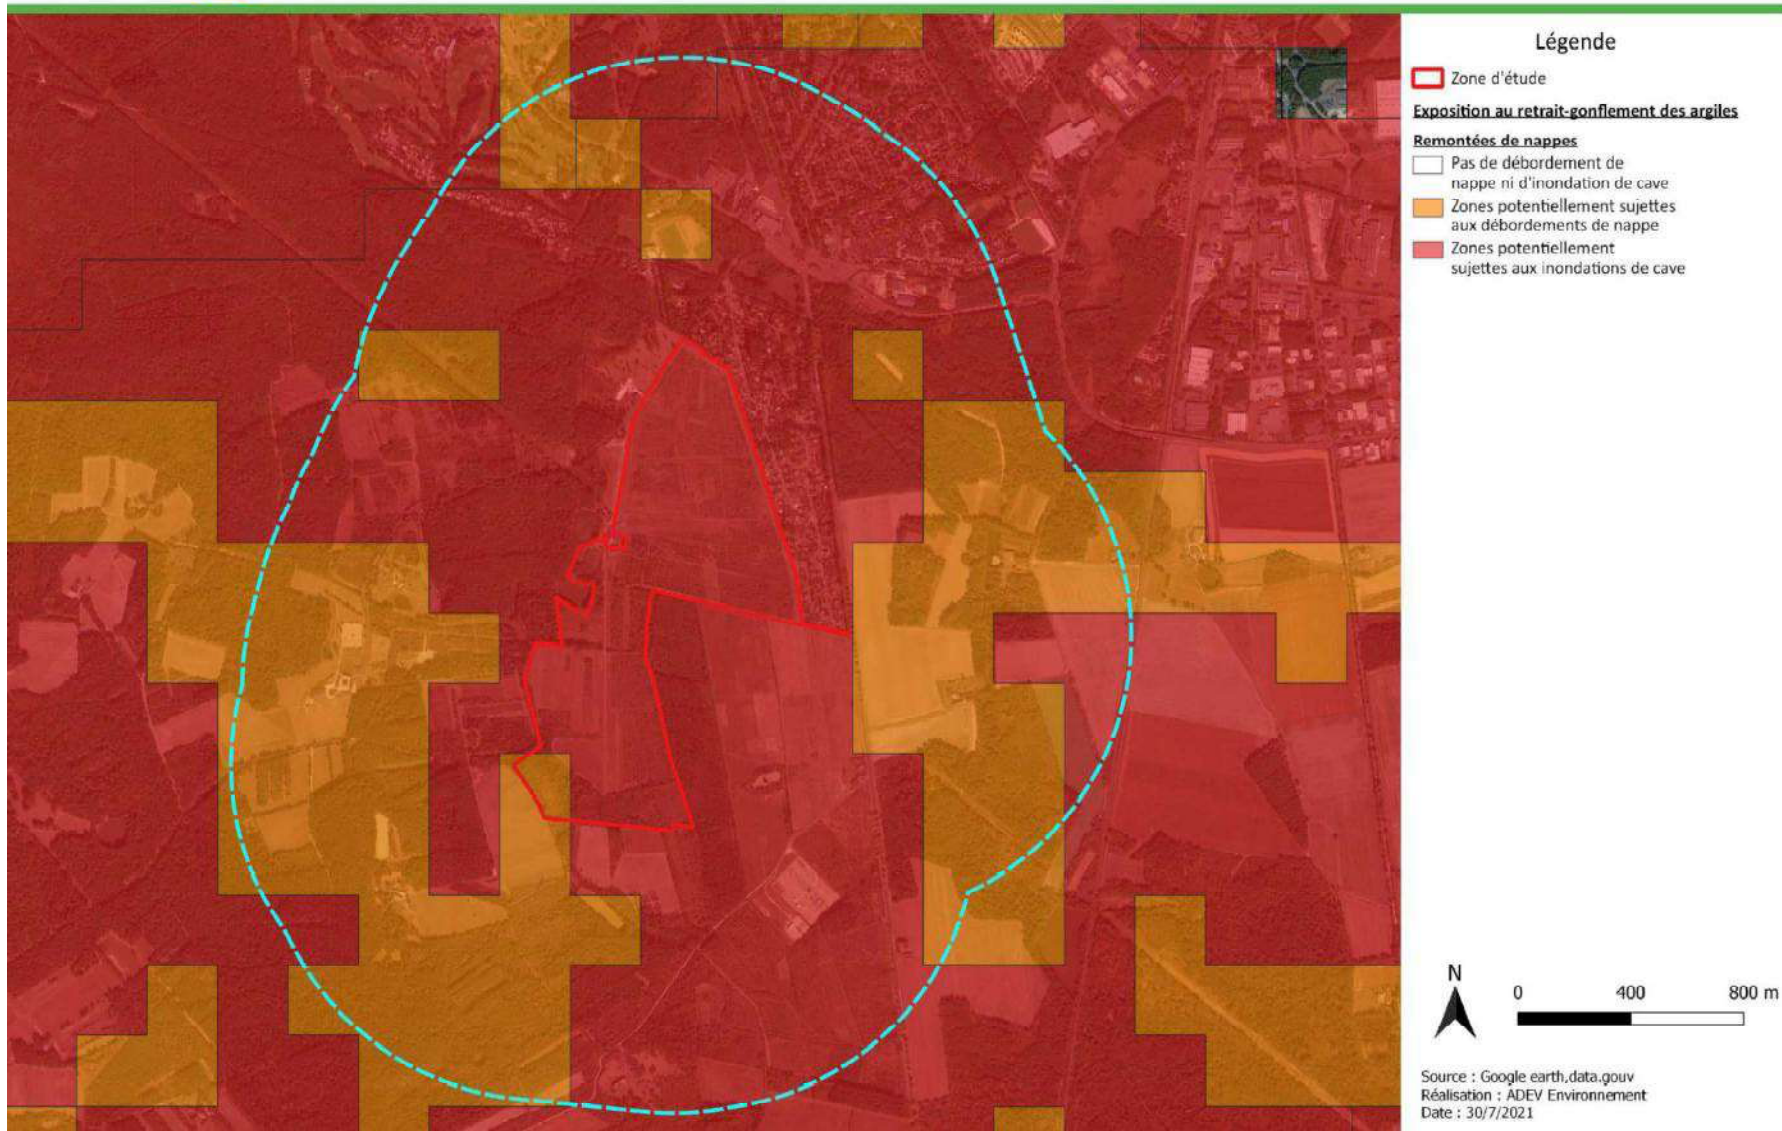 Légende
Zone d'étude
Exposition au retrait-gonflement des argiles
Remontées de nappes
Pas de débordement de
nappe ni d'inondation de cave
Zones potentiellement sujettes
aux débordements de nappe
Zones potentiellement
sujettes aux inondations de cave
N
0 400 800 m
Source : Google earth,data.gouv
Réalisation : ADEV Environnement
Date : 30/7/2021